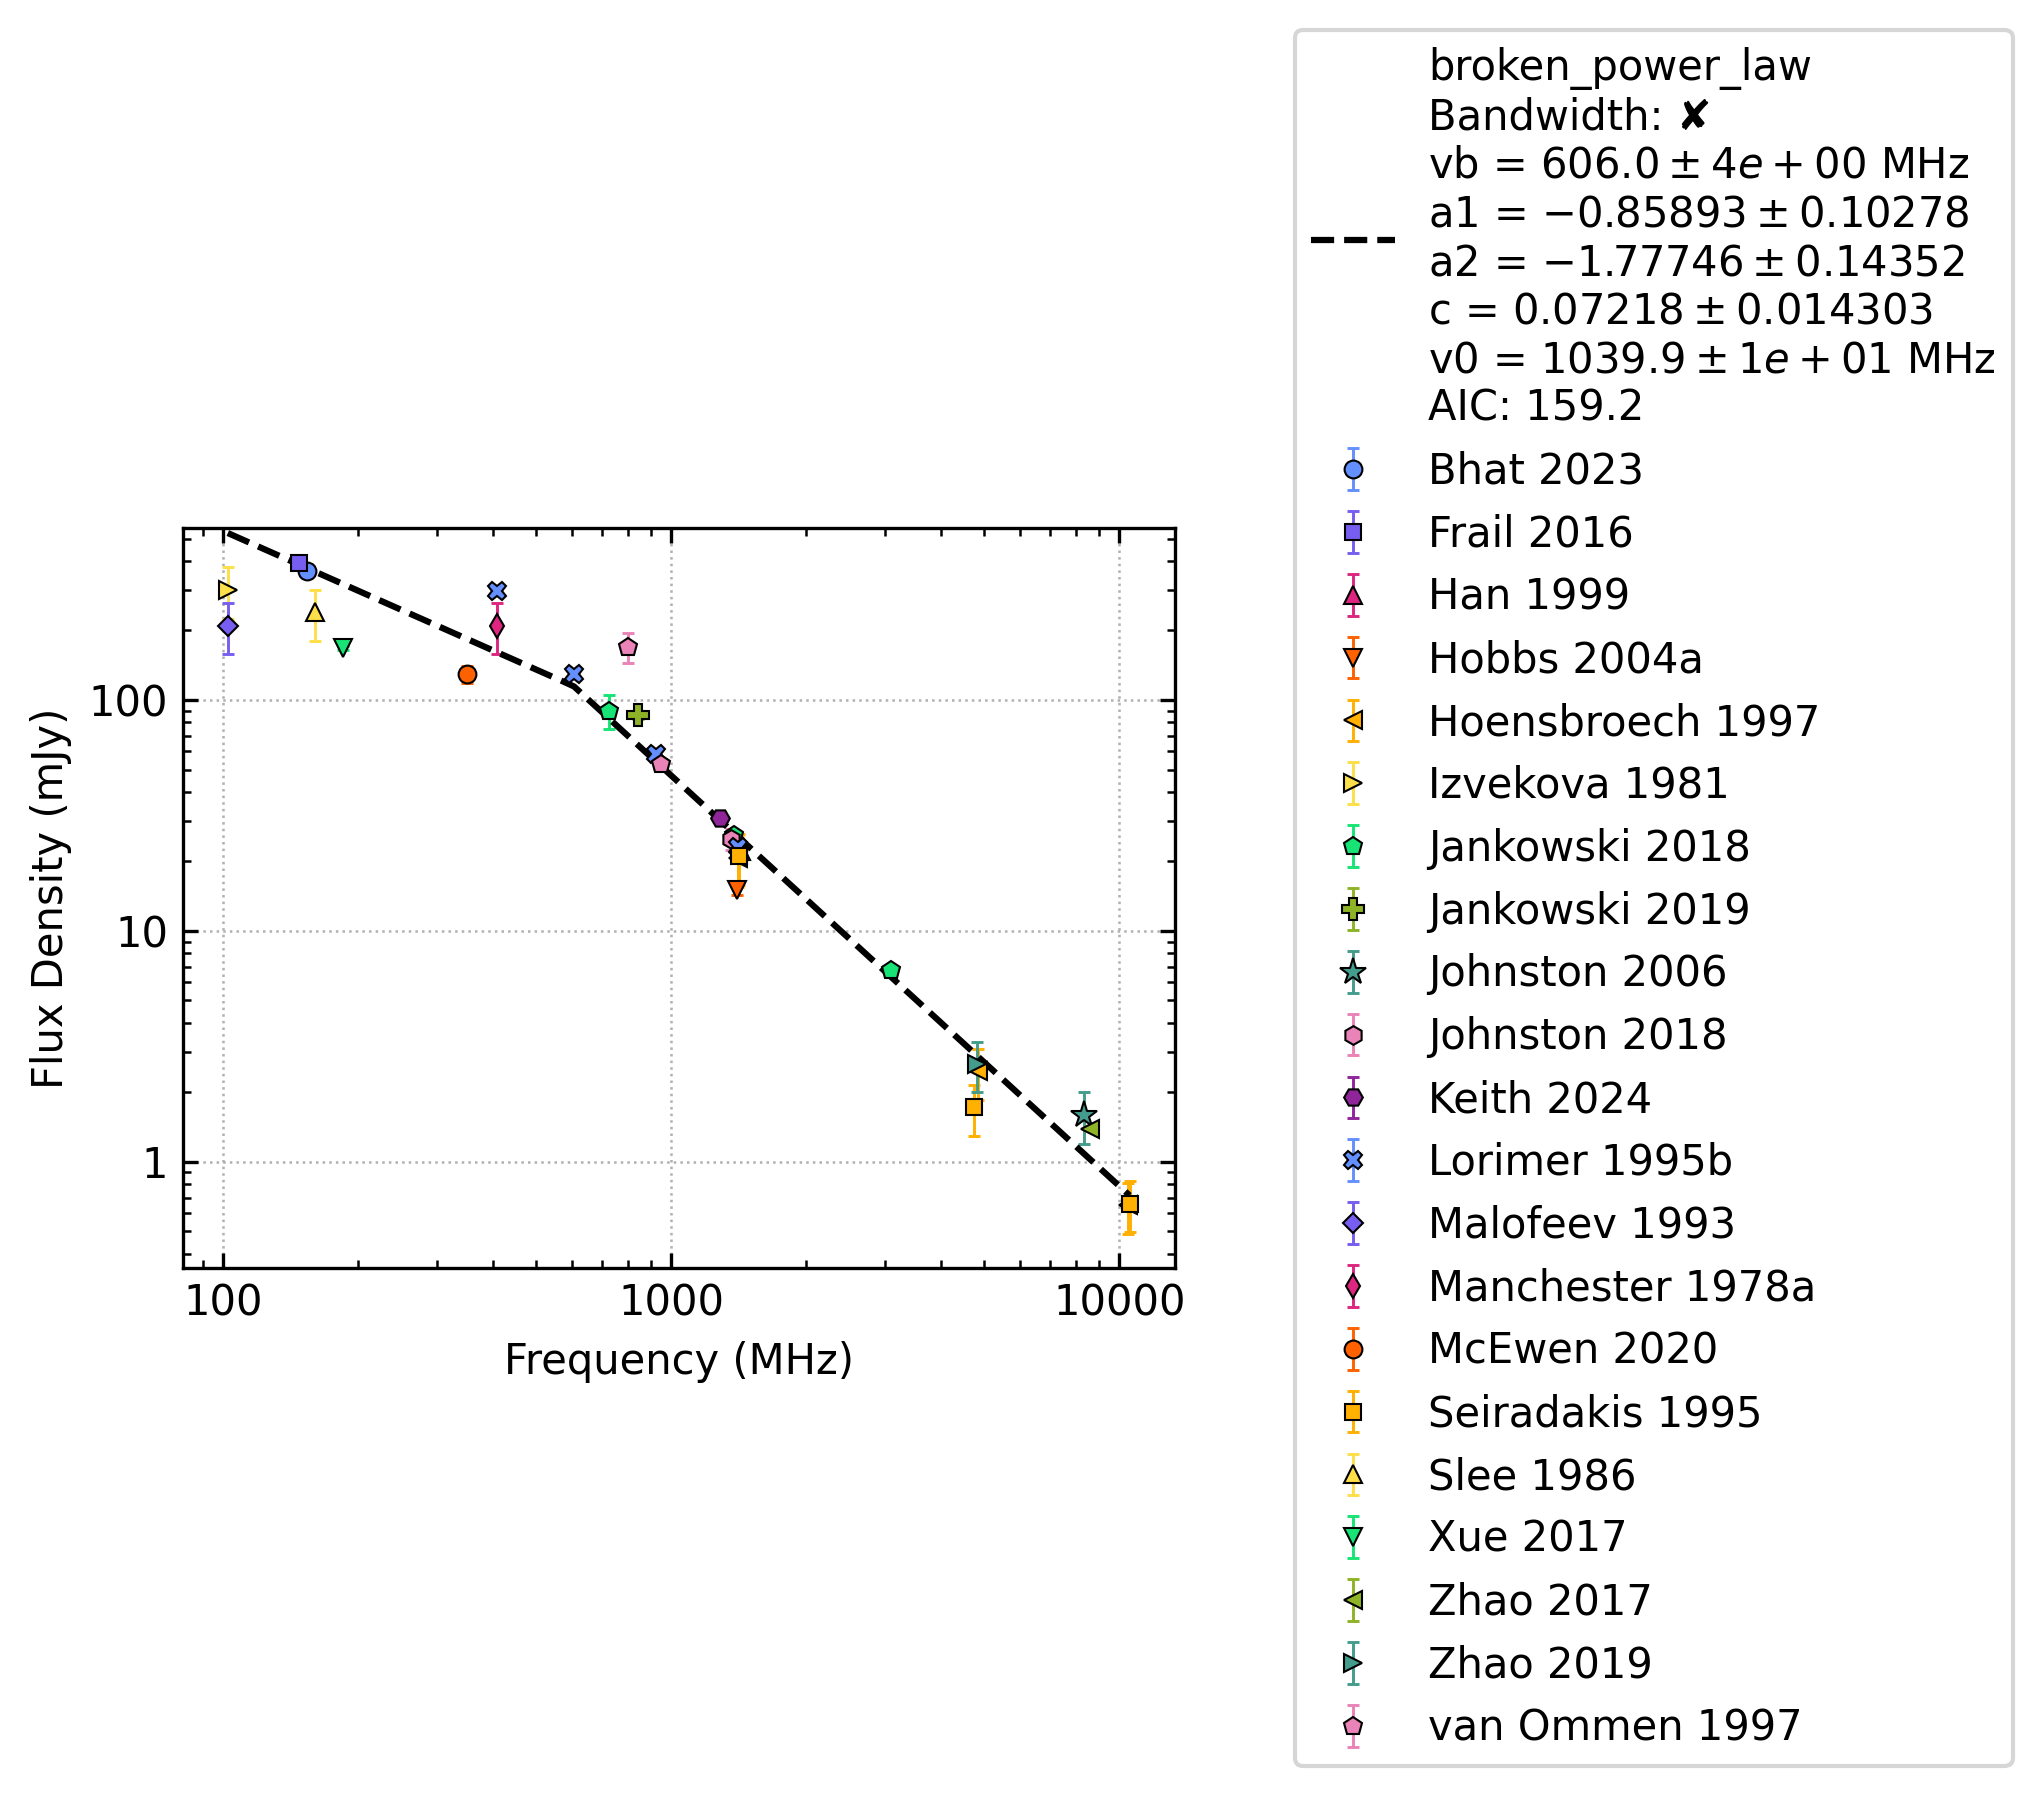 broken_power_law
Bandwidth: ✘
vb = 606.0 ± 4e + 00 MHz
a1 = −0.85893 ± 0.10278
a2 = −1.77746 ± 0.14352
c = 0.07218 ± 0.014303
v0 = 1039.9 ± 1e + 01 MHz
AIC: 159.2
Bhat 2023
Frail 2016
Han 1999
Hobbs 2004a
Hoensbroech 1997
Izvekova 1981
Jankowski 2018
Jankowski 2019
Johnston 2006
Johnston 2018
Keith 2024
Lorimer 1995b
Malofeev 1993
Manchester 1978a
McEwen 2020
Seiradakis 1995
Slee 1986
Xue 2017
Zhao 2017
Zhao 2019
van Ommen 1997
Flux Density (mJy)
100
10
1
100
1000
10000
Frequency (MHz)